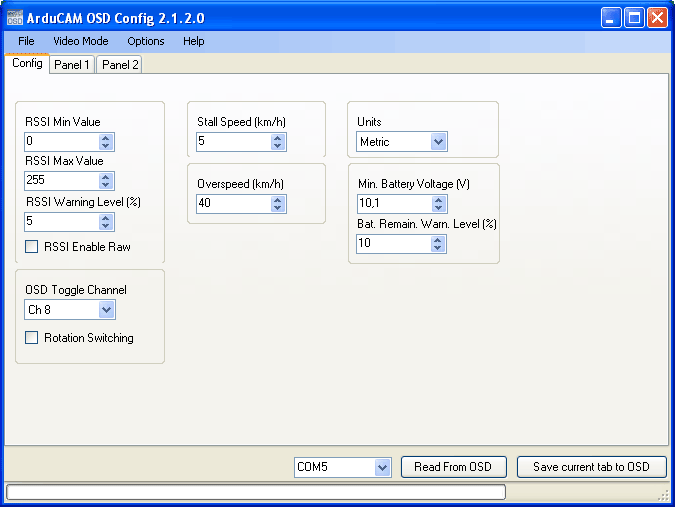 ArduCAM OSD Config 2.1.2.0
File Video Mode Options Help
Config Panel 1 Panel 2
RSSI Min Value
0
RSSI Max Value
255
RSSI Warning Level (%)
5
RSSI Enable Raw
OSD Toggle Channel
Ch 8
Rotation Switching
Stall Speed (km/h)
5
Overspeed (km/h)
40
Units
Metric
Min. Battery Voltage (V)
10,1
Bat. Remain. Warn. Level (%)
10
COM5
Read From OSD
Save current tab to OSD